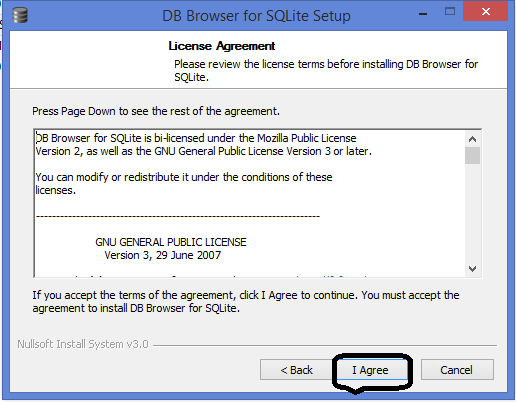 DB Browser for SQLite Setup
License Agreement
Please review the license terms before installing DB Browser for
SQLite.
Press Page Down to see the rest of the agreement.
DB Browser for SQLite is bi-licensed under the Mozilla Public License
Version 2, as well as the GNU General Public License Version 3 or later.
You can modify or redistribute it under the conditions of these
licenses.
-----------------------------------------------------------------------
GNU GENERAL PUBLIC LICENSE
Version 3, 29 June 2007
If you accept the terms of the agreement, click I Agree to continue. You must accept the
agreement to install DB Browser for SQLite.
Nullsoft Install System v3.0
< Back
I Agree
Cancel